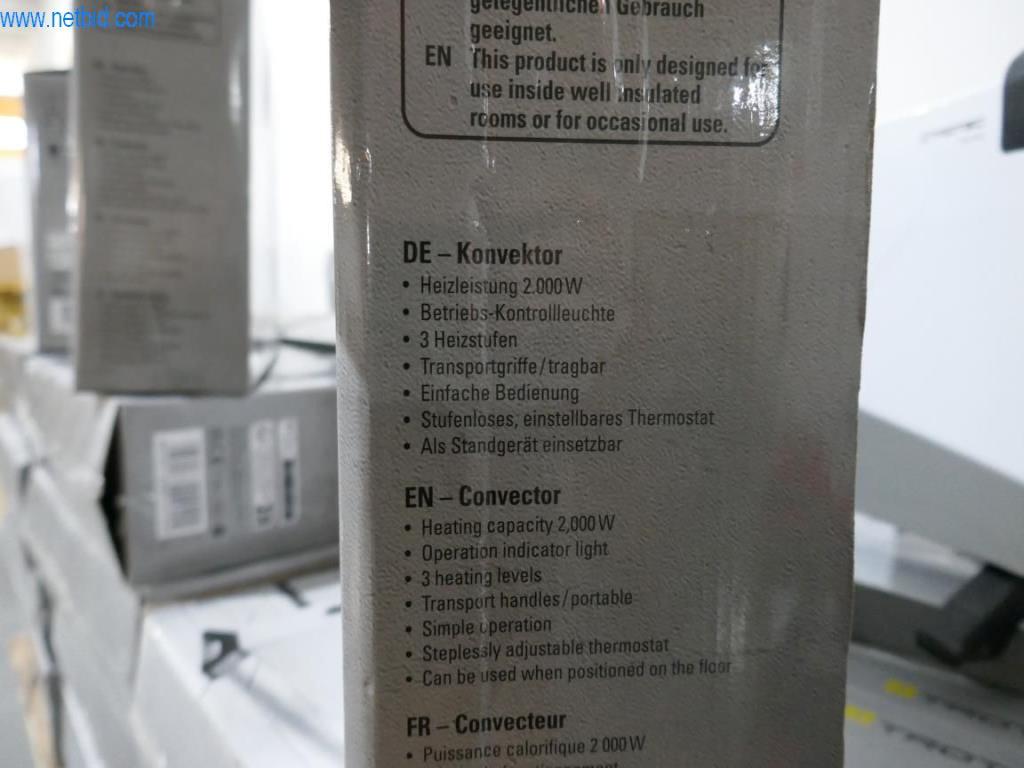 www.netbid.com
gelegentlichen Gebrauch
geeignet.
EN This product is only designed for
use inside well insulated
rooms or for occasional use.
DE – Konvektor
• Heizleistung 2.000 W
• Betriebs-Kontrollleuchte
• 3 Heizstufen
• Transportgriffe/tragbar
• Einfache Bedienung
• Stufenloses, einstellbares Thermostat
• Als Standgerät einsetzbar
EN – Convector
• Heating capacity 2,000 W
• Operation indicator light
• 3 heating levels
• Transport handles/portable
• Simple operation
• Steplessly adjustable thermostat
• Can be used when positioned on the floor
FR – Convecteur
• Puissance calorifique 2 000 W